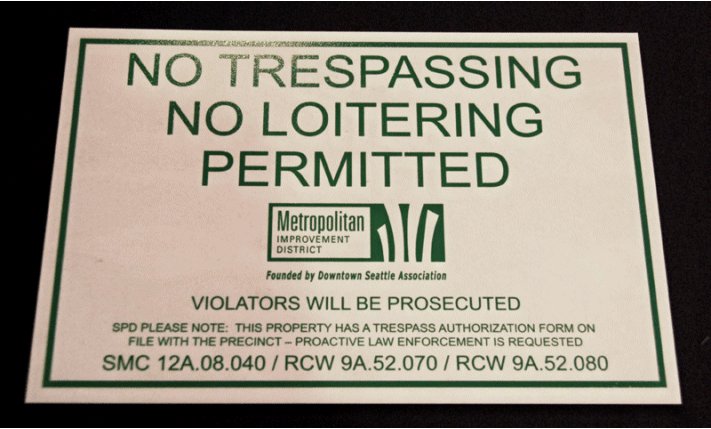 NO TRESPASSING
NO LOITERING
PERMITTED
Metropolitan
IMPROVEMENT
DISTRICT
Founded by Downtown Seattle Association
VIOLATORS WILL BE PROSECUTED
SPD PLEASE NOTE: THIS PROPERTY HAS A TRESPASS AUTHORIZATION FORM ON
FILE WITH THE PRECINCT – PROACTIVE LAW ENFORCEMENT IS REQUESTED
SMC 12A.08.040 / RCW 9A.52.070 / RCW 9A.52.080